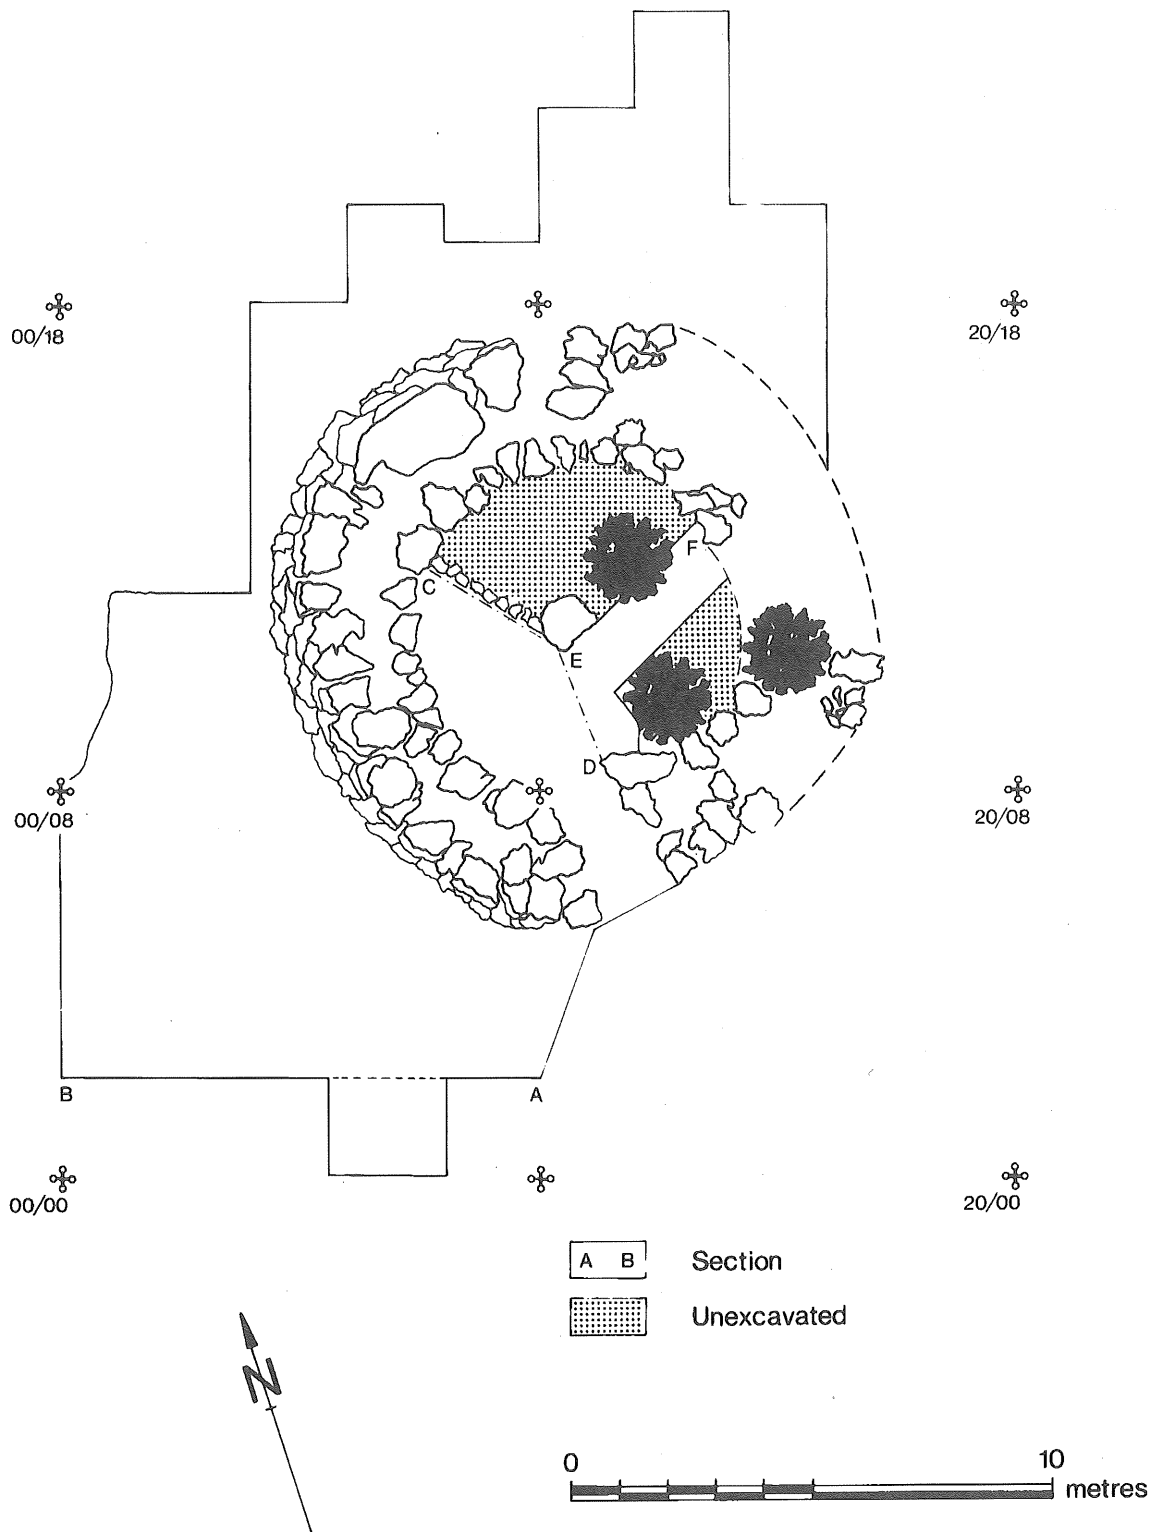 00/18
20/18
F
C
E
D
00/08
20/08
B
A
00/00
20/00
A B Section
Unexcavated
N
0 10
metres